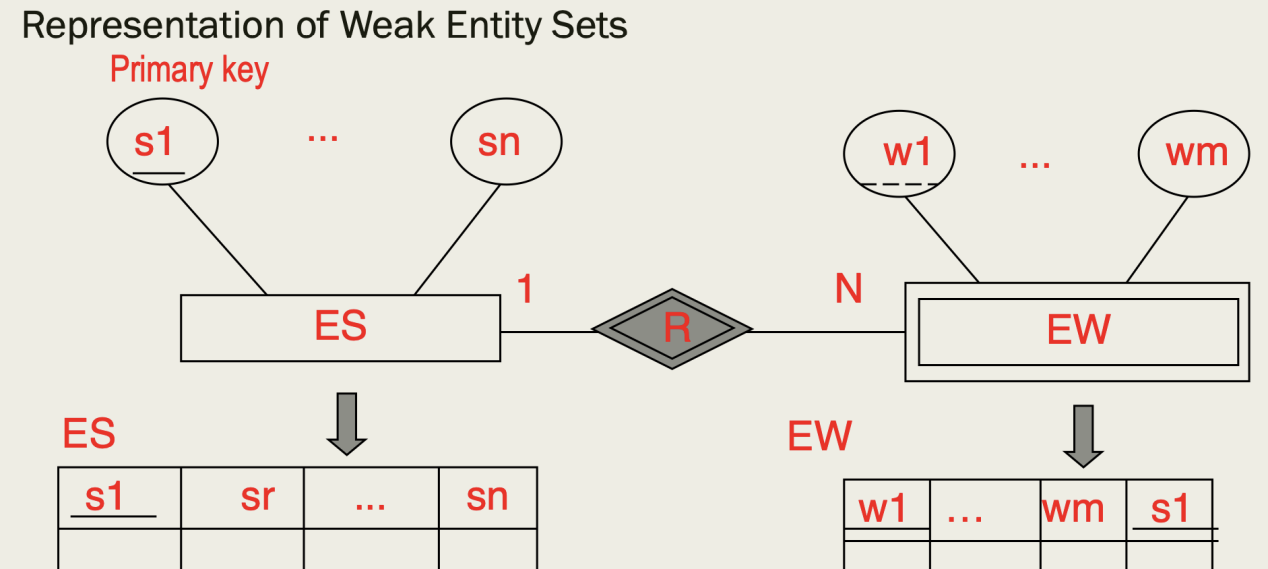 Representation of Weak Entity Sets
Primary key
s1 ... sn
w1 ... wm
1 N
ES R EW
ES
EW
s1 sr ... sn
w1 ... wm s1